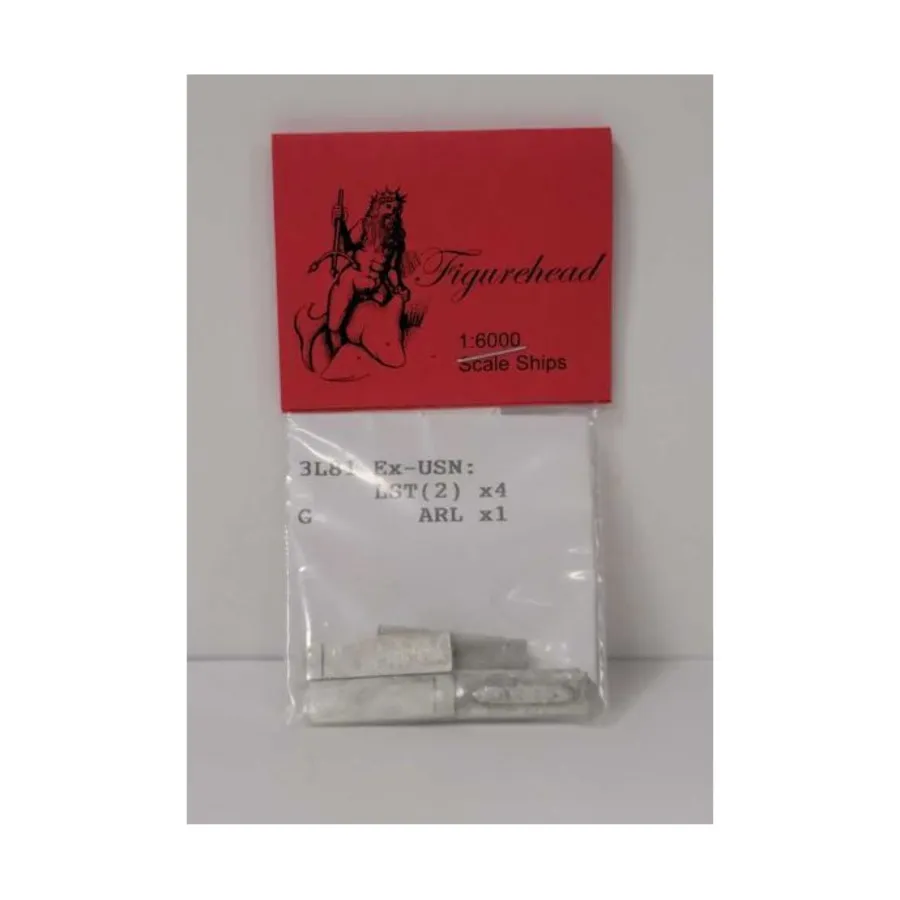 Figurehead
1:6000
Scale Ships
Ex-USN:
LST(2) x4
G ARL x1